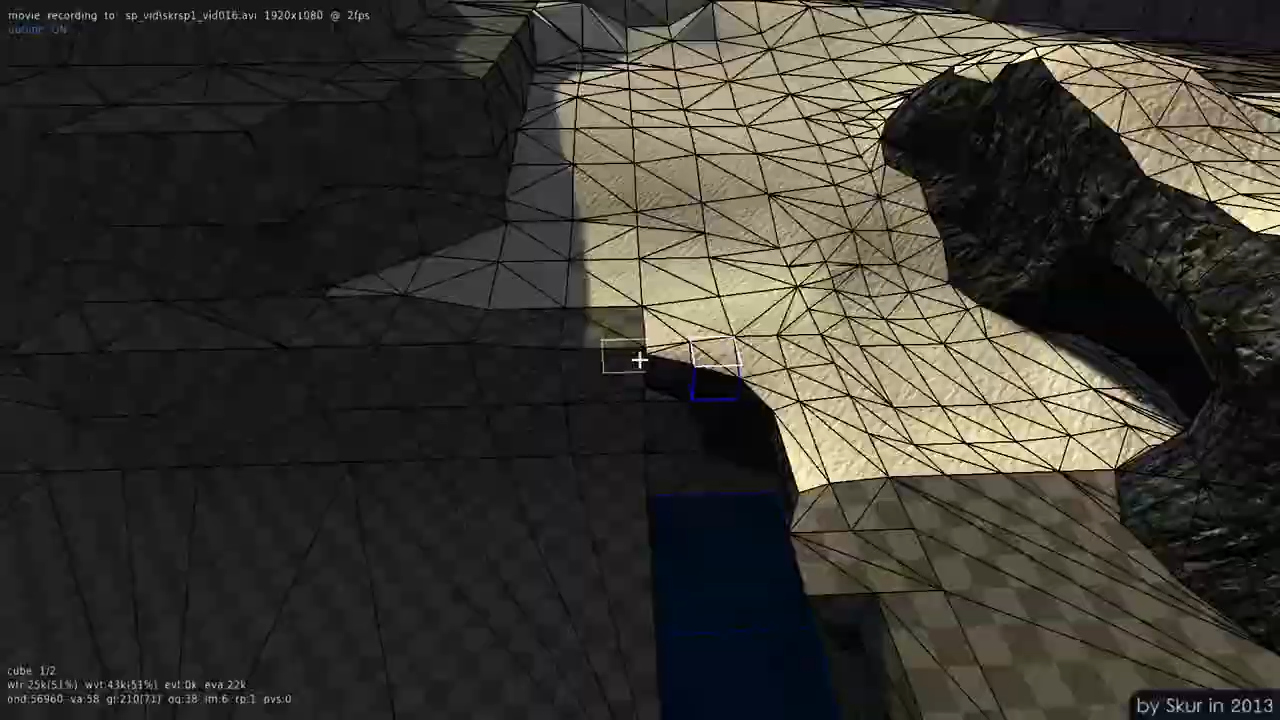 movie recording to: sp_vid\skrsp1_vid016.avi 1920x1080 @ 2fps
outline ON
cube 1/2
wtr:25k(51%) wvt:43k(51%) evt:0k eva:22k
ond:56960 va:58 gl:210(71) oq:38 lm:6 rp:1 pvs:0
by Skur in 2013